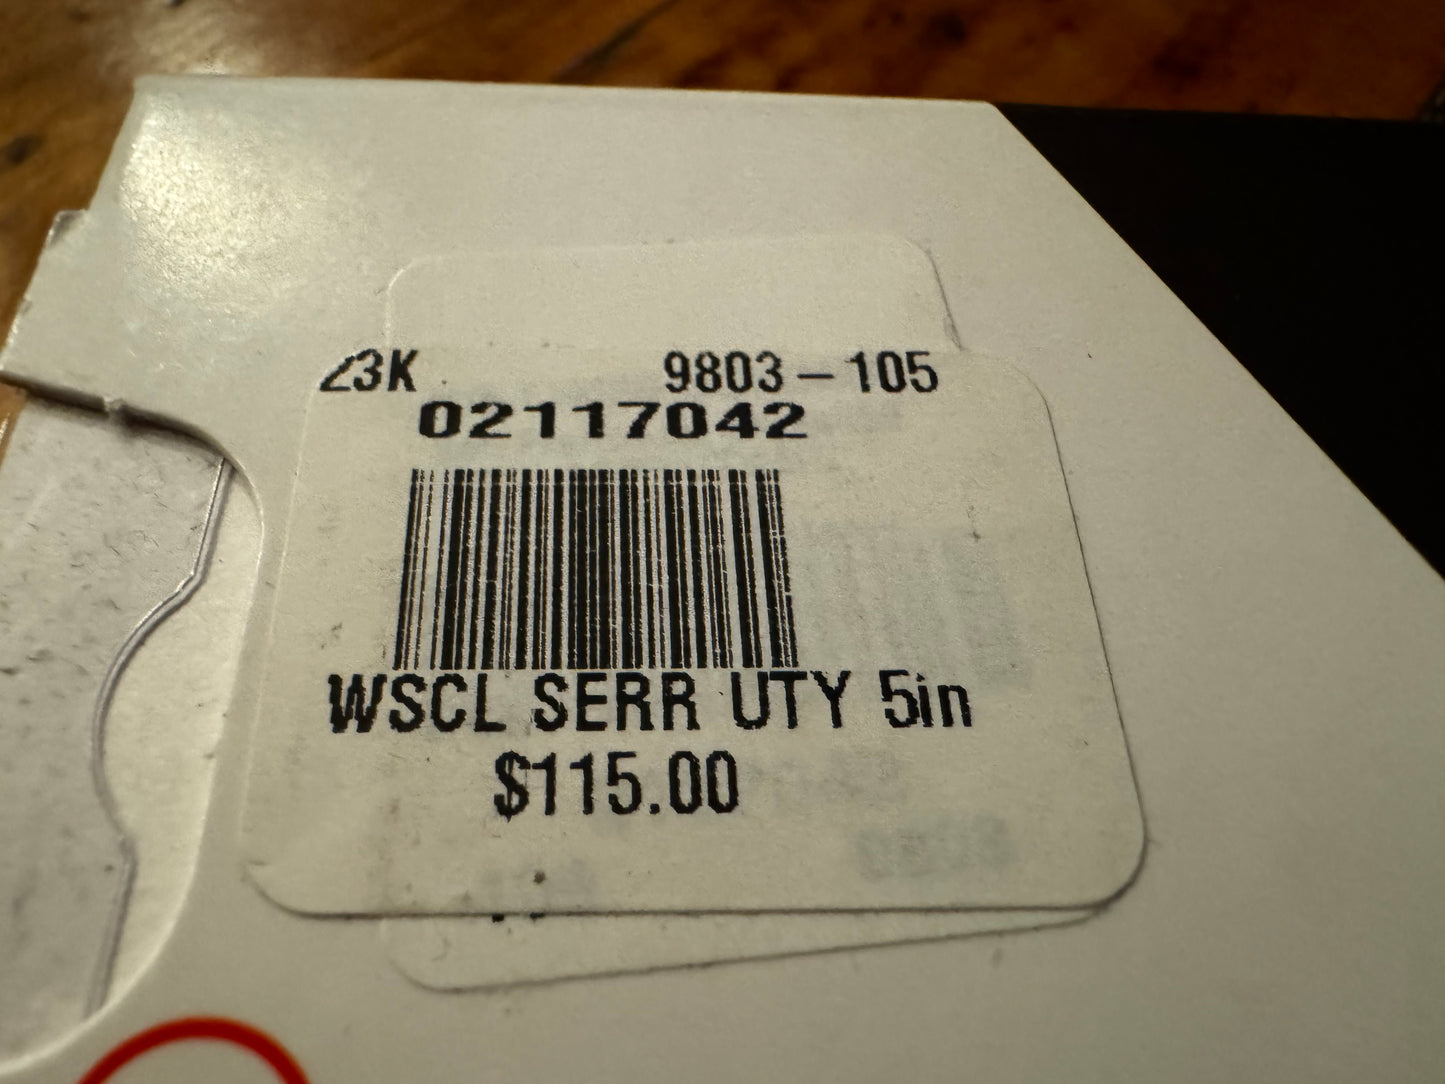 23K 9803-105
02117042
WSCL SERR UTY 5in
$115.00